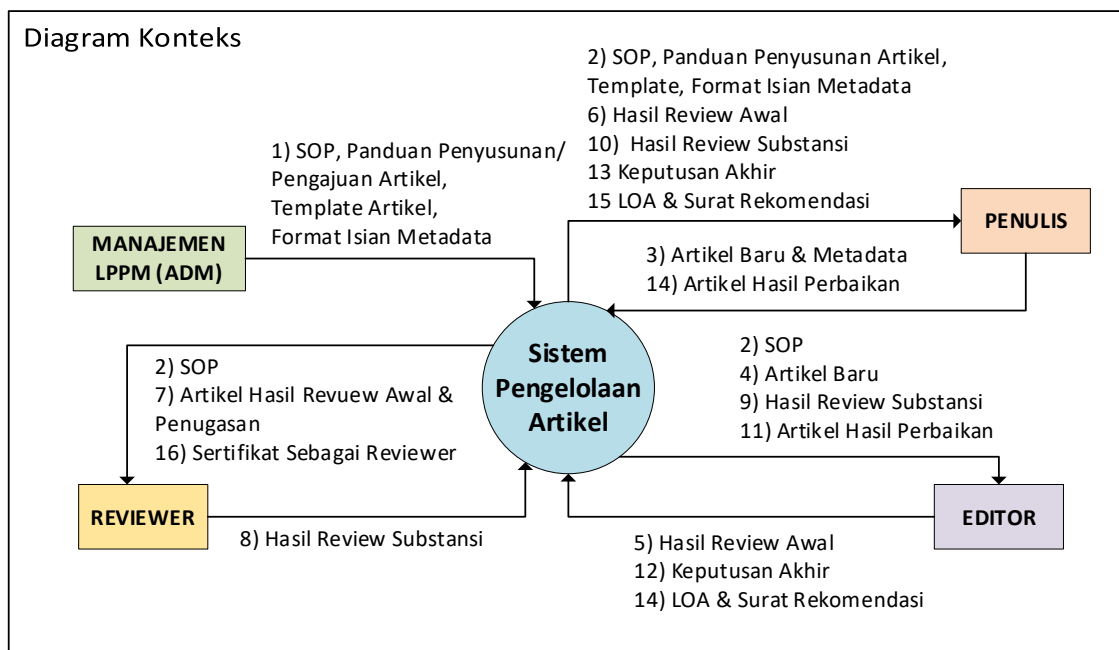 Diagram Konteks
2) SOP, Panduan Penyusunan Artikel,
Template, Format Isian Metadata
6) Hasil Review Awal
10) Hasil Review Substansi
13 Keputusan Akhir
15 LOA & Surat Rekomendasi
1) SOP, Panduan Penyusunan/
Pengajuan Artikel,
Template Artikel,
Format Isian Metadata
MANAJEMEN
LPPM (ADM)
PENULIS
3) Artikel Baru & Metadata
14) Artikel Hasil Perbaikan
Sistem
Pengelolaan
Artikel
2) SOP
7) Artikel Hasil Revuew Awal &
Penugasan
16) Sertifikat Sebagai Reviewer
2) SOP
4) Artikel Baru
9) Hasil Review Substansi
11) Artikel Hasil Perbaikan
REVIEWER
8) Hasil Review Substansi
EDITOR
5) Hasil Review Awal
12) Keputusan Akhir
14) LOA & Surat Rekomendasi